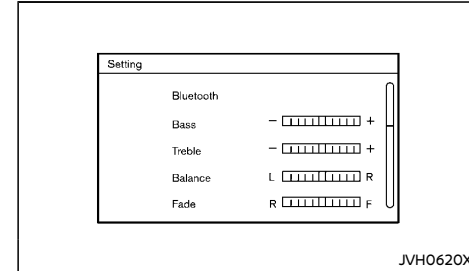 Setting
Bluetooth
Bass − +
Treble − +
Balance L R
Fade R F
JVH0620X